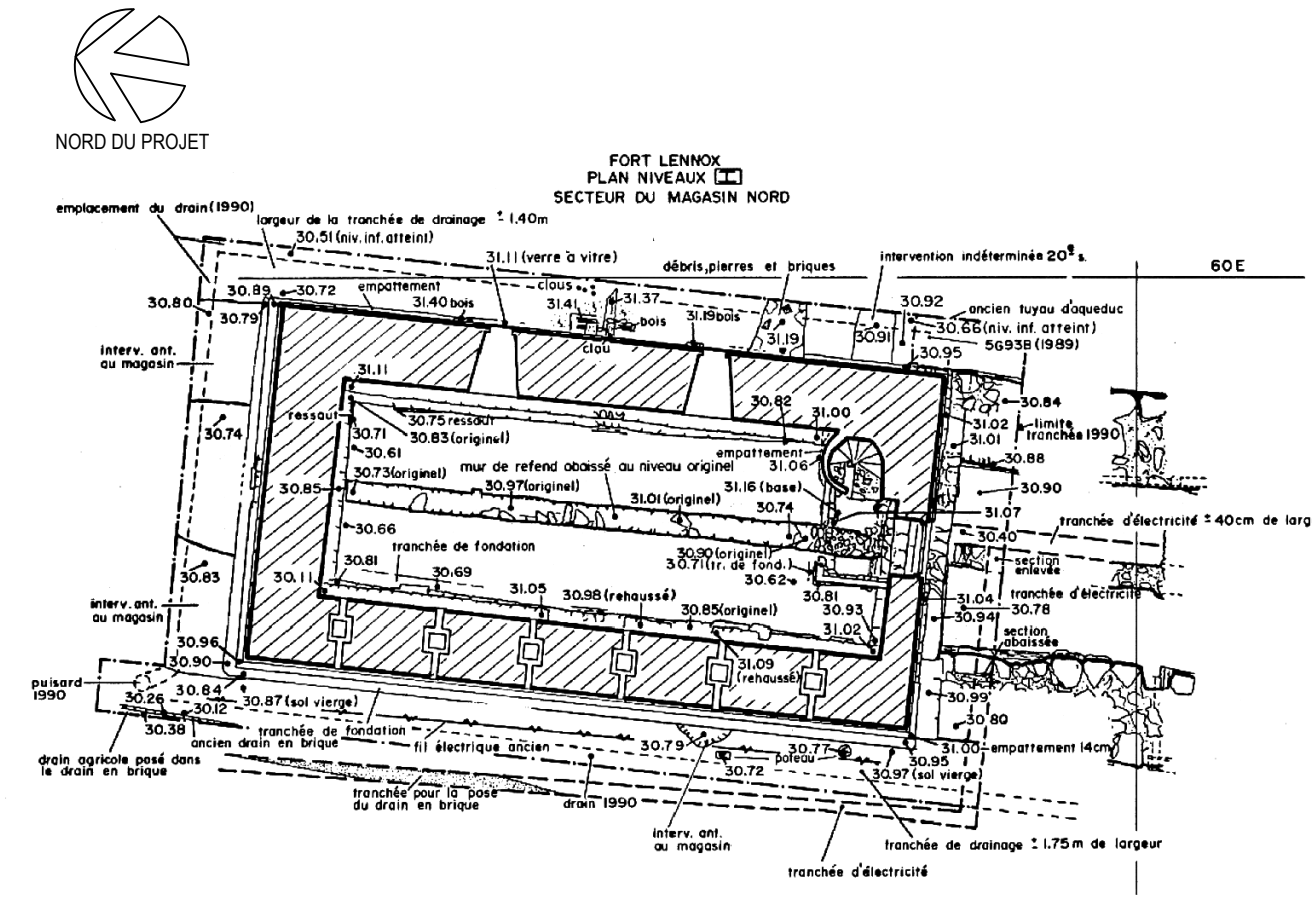 NORD DU PROJET
FORT LENNOX
PLAN NIVEAUX I
SECTEUR DU MAGASIN NORD
emplacement du drain (1990)
largeur de la tranchée de drainage ± 1.40m
30.51 (niv. inf. atteint)
31.11 (verre à vitre)
débris, pierres et briques
intervention indéterminée 20e s.
60E
30.80
30.89
30.72
30.79
empattement
31.40 bois
clous
31.41
31.37
bois
clou
31.19 bois
31.19
30.91
30.92
ancien tuyau d'aqueduc
30.66 (niv. inf. atteint)
5G93B (1989)
30.95
interv. ant.
au magasin
31.11
ressaut
30.75 ressaut
30.83 (originel)
30.71
30.61
30.82
31.00
empattement
31.06
30.84
31.02
limite
tranchée 1990
31.01
30.88
30.74
30.73 (originel)
mur de refend abaissé au niveau originel
30.85
30.97 (originel)
31.01 (originel)
31.16 (base)
30.74
30.90
31.07
tranchée d'électricité ± 40cm de larg
30.66
tranchée de fondation
30.90 (originel)
30.71 (tr. de fond.)
30.62
30.40
section
enlevée
30.83
30.81
30.69
30.11
31.05
30.98 (rehaussé)
30.85 (originel)
30.81
30.93
31.02
31.04
tranchée d'électricité
30.78
30.94
section
abaissée
interv. ant.
au magasin
31.09
(rehaussé)
30.96
30.90
puisard
1990
30.84
30.87 (sol vierge)
30.26
30.12
30.38
tranchée de fondation
ancien drain en brique
fil électrique ancien
30.79
30.77
poteau
30.72
30.99
30.80
31.00 empattement 14cm
30.95
30.97 (sol vierge)
drain agricole posé dans
le drain en brique
tranchée pour la pose
du drain en brique
drain 1990
interv. ant.
au magasin
tranchée de drainage ± 1.75m de largeur
tranchée d'électricité